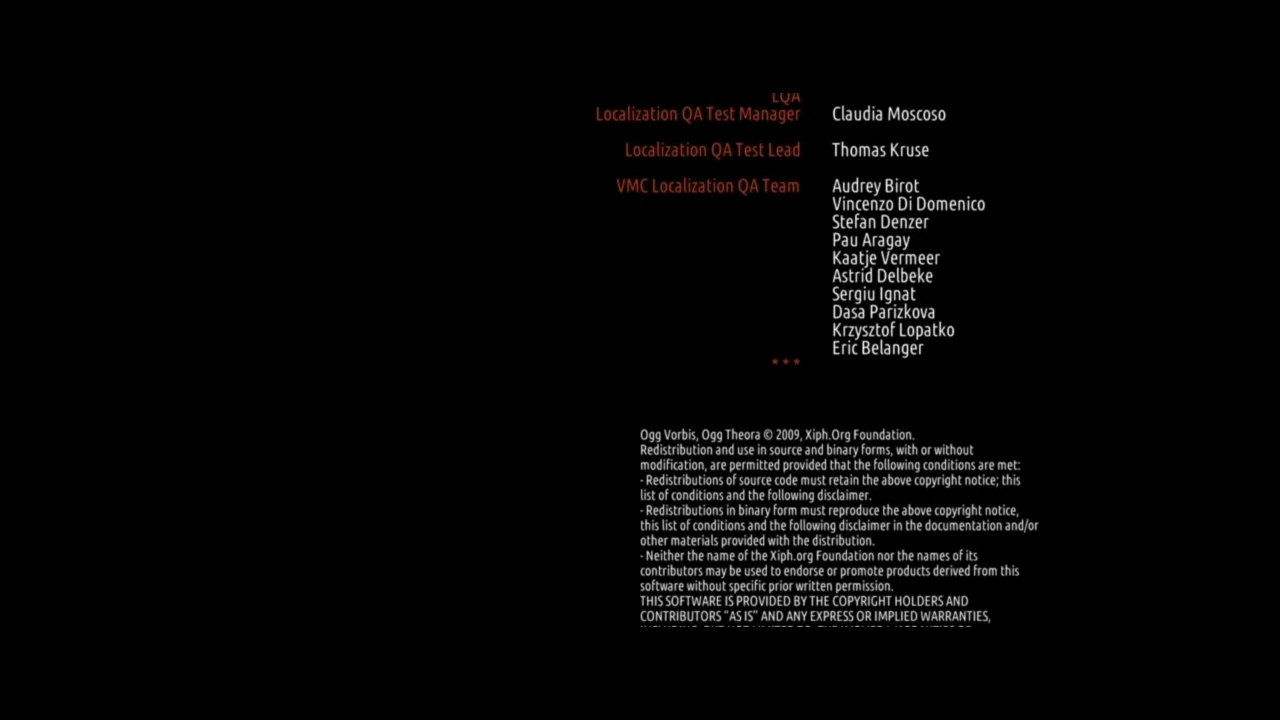 LQA
Localization QA Test Manager Claudia Moscoso
Localization QA Test Lead Thomas Kruse
VMC Localization QA Team Audrey Birot
Vincenzo Di Domenico
Stefan Denzer
Pau Aragay
Kaatje Vermeer
Astrid Delbeke
Sergiu Ignat
Dasa Parizkova
Krzysztof Lopatko
Eric Belanger
* * *
Ogg Vorbis, Ogg Theora © 2009, Xiph.Org Foundation.
Redistribution and use in source and binary forms, with or without
modification, are permitted provided that the following conditions are met:
- Redistributions of source code must retain the above copyright notice; this
list of conditions and the following disclaimer.
- Redistributions in binary form must reproduce the above copyright notice,
this list of conditions and the following disclaimer in the documentation and/or
other materials provided with the distribution.
- Neither the name of the Xiph.org Foundation nor the names of its
contributors may be used to endorse or promote products derived from this
software without specific prior written permission.
THIS SOFTWARE IS PROVIDED BY THE COPYRIGHT HOLDERS AND
CONTRIBUTORS "AS IS" AND ANY EXPRESS OR IMPLIED WARRANTIES,